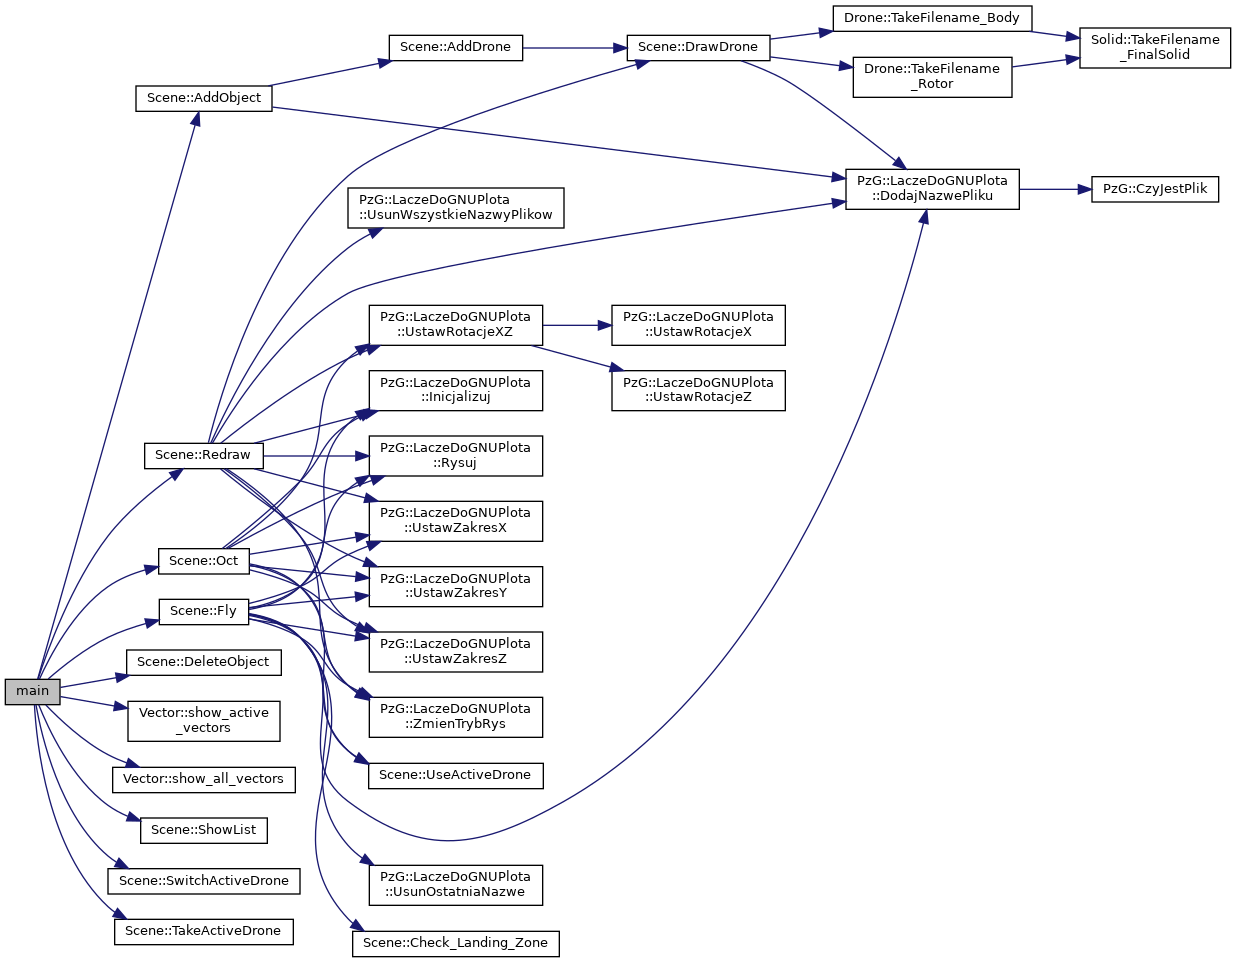 main
Scene::AddObject
Scene::Redraw
Scene::Oct
Scene::Fly
Scene::DeleteObject
Vector::show_active
_vectors
Vector::show_all_vectors
Scene::ShowList
Scene::SwitchActiveDrone
Scene::TakeActiveDrone
Scene::AddDrone
PzG::LaczeDoGNUPlota
::UsunWszystkieNazwyPlikow
PzG::LaczeDoGNUPlota
::UstawRotacjeXZ
PzG::LaczeDoGNUPlota
::Inicjalizuj
PzG::LaczeDoGNUPlota
::Rysuj
PzG::LaczeDoGNUPlota
::UstawZakresX
PzG::LaczeDoGNUPlota
::UstawZakresY
PzG::LaczeDoGNUPlota
::UstawZakresZ
PzG::LaczeDoGNUPlota
::ZmienTrybRys
Scene::UseActiveDrone
PzG::LaczeDoGNUPlota
::UsunOstatniaNazwe
Scene::Check_Landing_Zone
Scene::DrawDrone
PzG::LaczeDoGNUPlota
::UstawRotacjeX
PzG::LaczeDoGNUPlota
::UstawRotacjeZ
Drone::TakeFilename_Body
Drone::TakeFilename
_Rotor
PzG::LaczeDoGNUPlota
::DodajNazwePliku
Solid::TakeFilename
_FinalSolid
PzG::CzyJestPlik